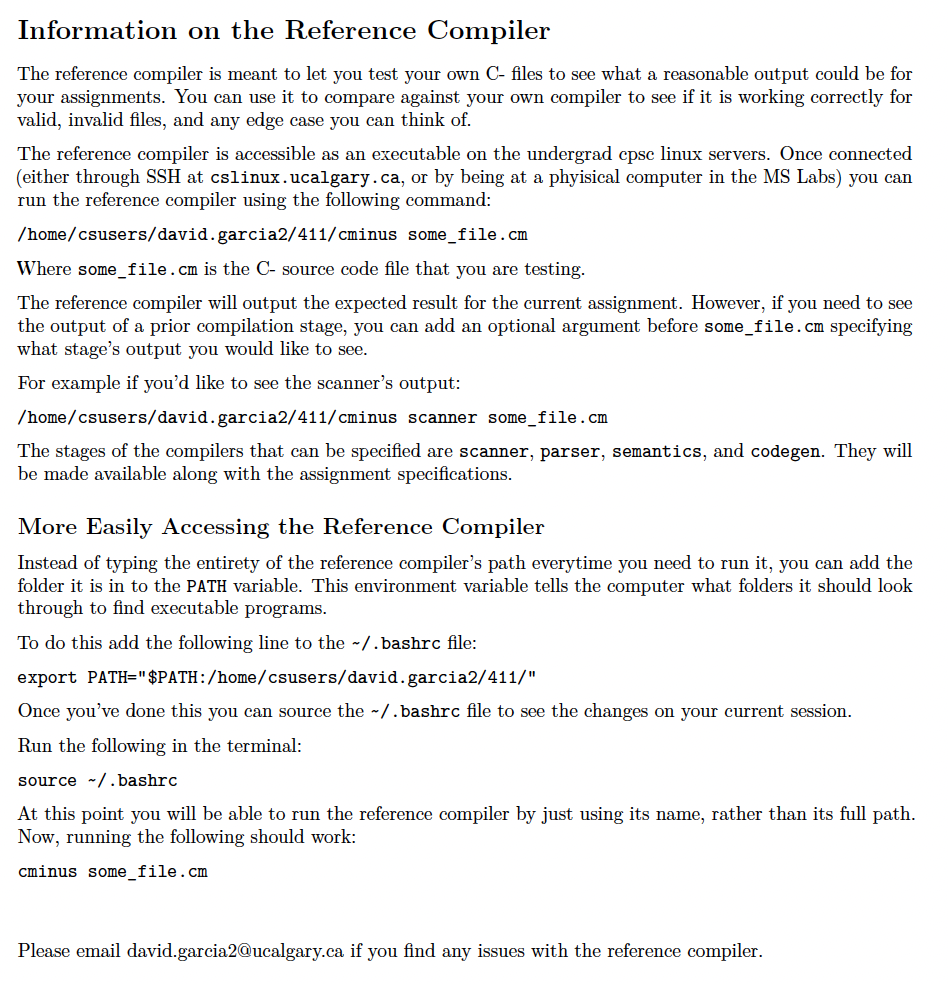 Information on the Reference Compiler
The reference compiler is meant to let you test your own C- files to see what a reasonable output could be for
your assignments. You can use it to compare against your own compiler to see if it is working correctly for
valid, invalid files, and any edge case you can think of.
The reference compiler is accessible as an executable on the undergrad cpsc linux servers. Once connected
(either through SSH at cslinux.ucalgary.ca, or by being at a phyisical computer in the MS Labs) you can
run the reference compiler using the following command:
/home/csusers/david.garcia2/411/cminus some_file.cm
Where some_file.cm is the C- source code file that you are testing.
The reference compiler will output the expected result for the current assignment. However, if you need to see
the output of a prior compilation stage, you can add an optional argument before some_file.cm specifying
what stage's output you would like to see.
For example if you'd like to see the scanner's output:
/home/csusers/david.garcia2/411/cminus scanner some_file.cm
The stages of the compilers that can be specified are scanner, parser, semantics, and codegen. They will
be made available along with the assignment specifications.
More Easily Accessing the Reference Compiler
Instead of typing the entirety of the reference compiler's path everytime you need to run it, you can add the
folder it is in to the PATH variable. This environment variable tells the computer what folders it should look
through to find executable programs.
To do this add the following line to the ~/.bashrc file:
export PATH="$PATH:/home/csusers/david.garcia2/411/"
Once you've done this you can source the ~/.bashrc file to see the changes on your current session.
Run the following in the terminal:
source ~/.bashrc
At this point you will be able to run the reference compiler by just using its name, rather than its full path.
Now, running the following should work:
cminus some_file.cm
Please email david.garcia2@ucalgary.ca if you find any issues with the reference compiler.